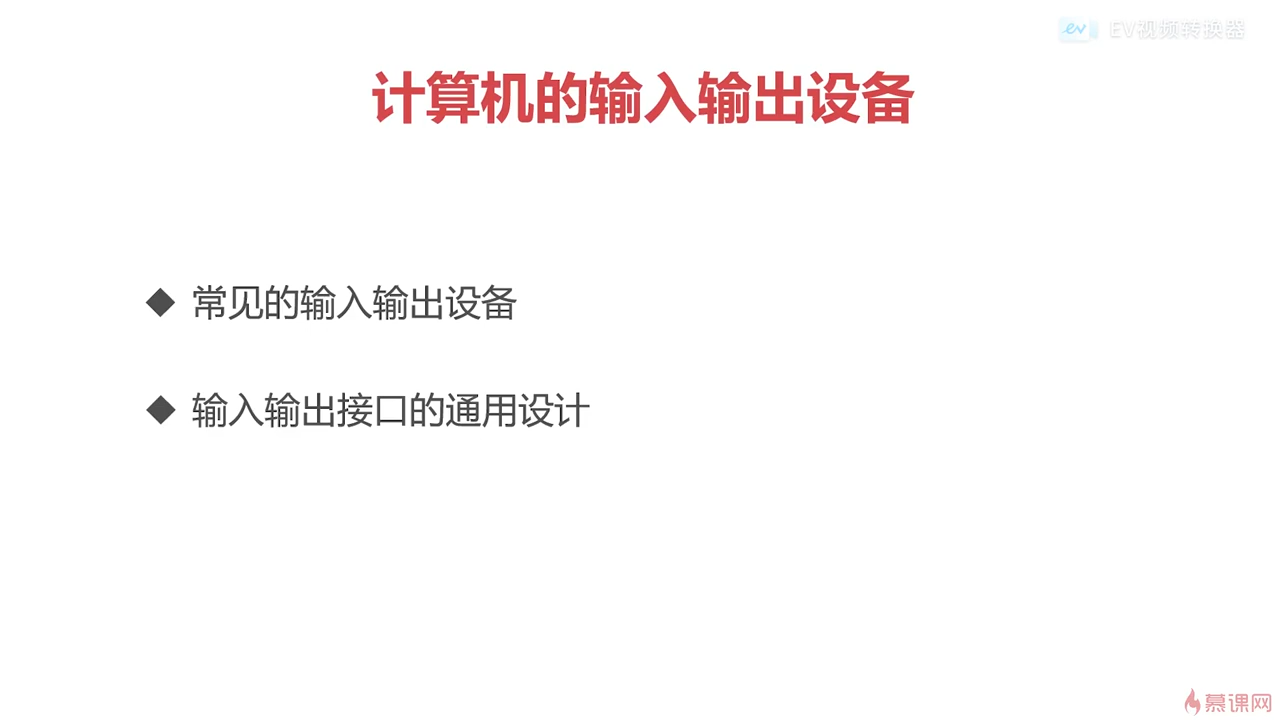 ev EV视频转换器
计算机的输入输出设备
◆ 常见的输入输出设备
◆ 输入输出接口的通用设计
慕课网